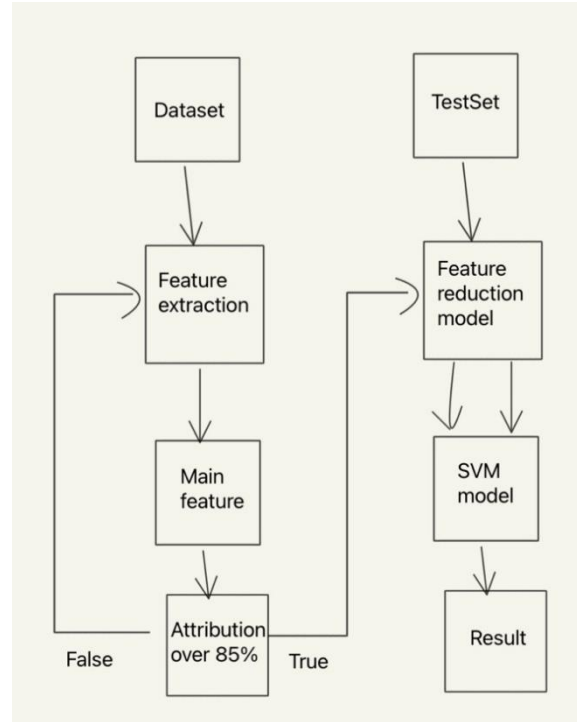 Dataset
TestSet
Feature
extraction
Feature
reduction
model
Main
feature
SVM
model
Attribution
over 85%
False
True
Result